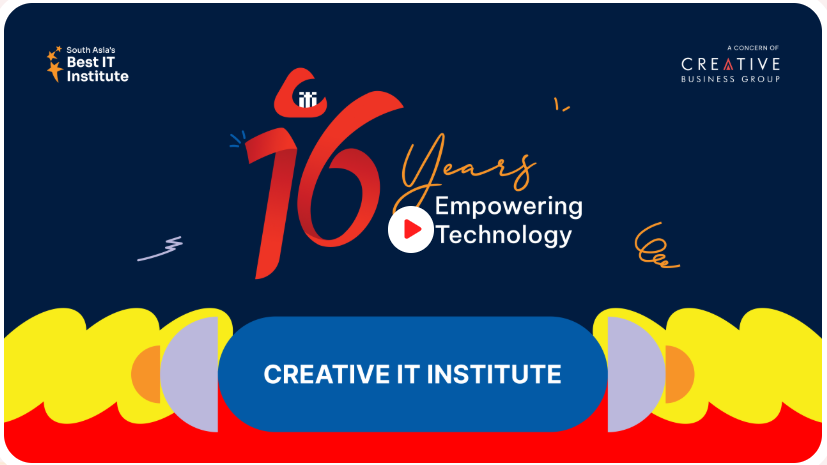 South Asia's
Best IT
Institute
A CONCERN OF
CREATIVE
BUSINESS GROUP
iTi
16
Years
Empowering
Technology
CREATIVE IT INSTITUTE